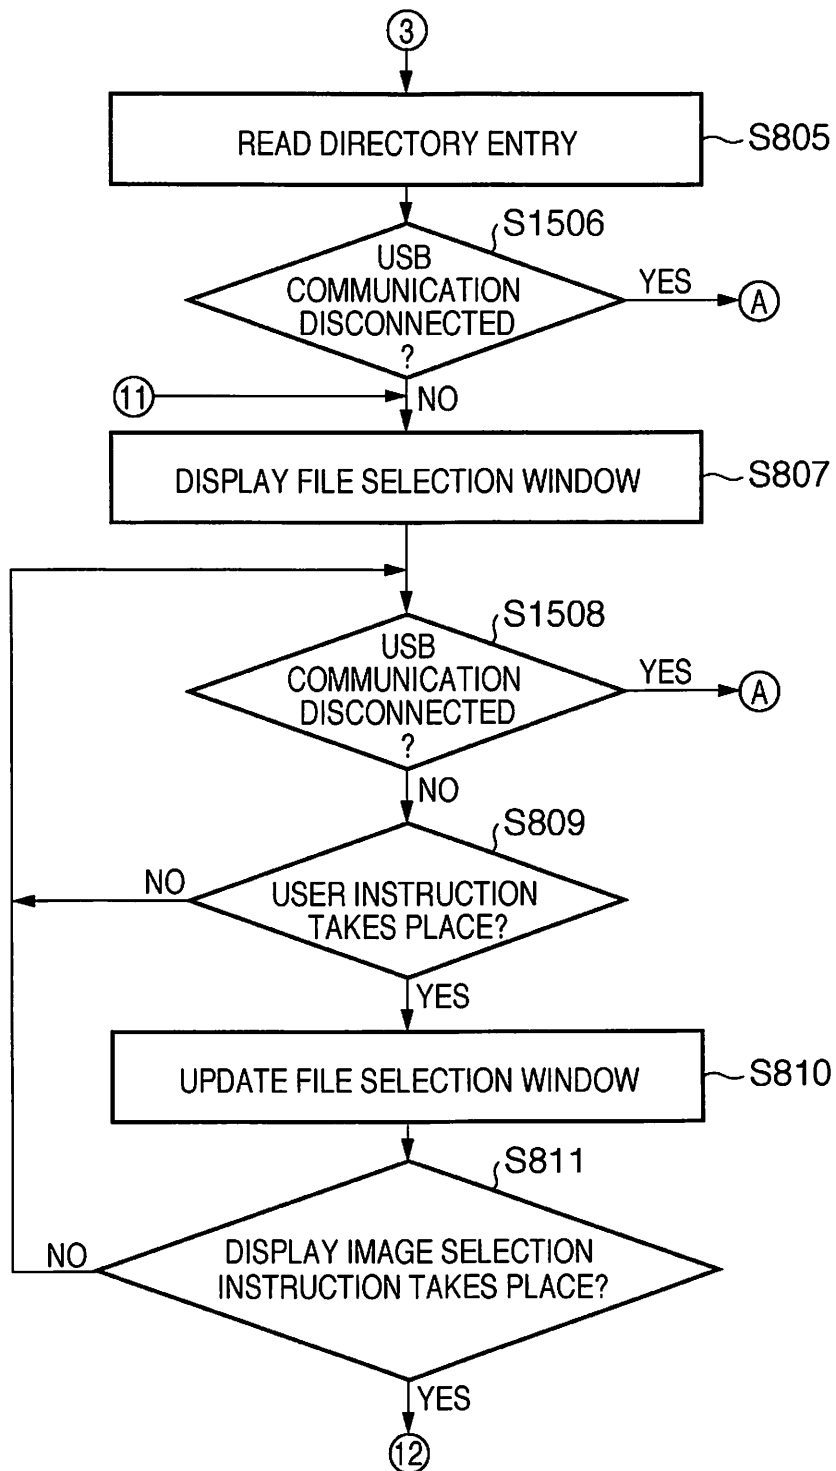 3
READ DIRECTORY ENTRY
S805
S1506
USB
COMMUNICATION
DISCONNECTED
?
YES
A
11
NO
DISPLAY FILE SELECTION WINDOW
S807
S1508
USB
COMMUNICATION
DISCONNECTED
?
YES
A
NO
S809
NO
USER INSTRUCTION
TAKES PLACE?
YES
UPDATE FILE SELECTION WINDOW
S810
S811
NO
DISPLAY IMAGE SELECTION
INSTRUCTION TAKES PLACE?
YES
12